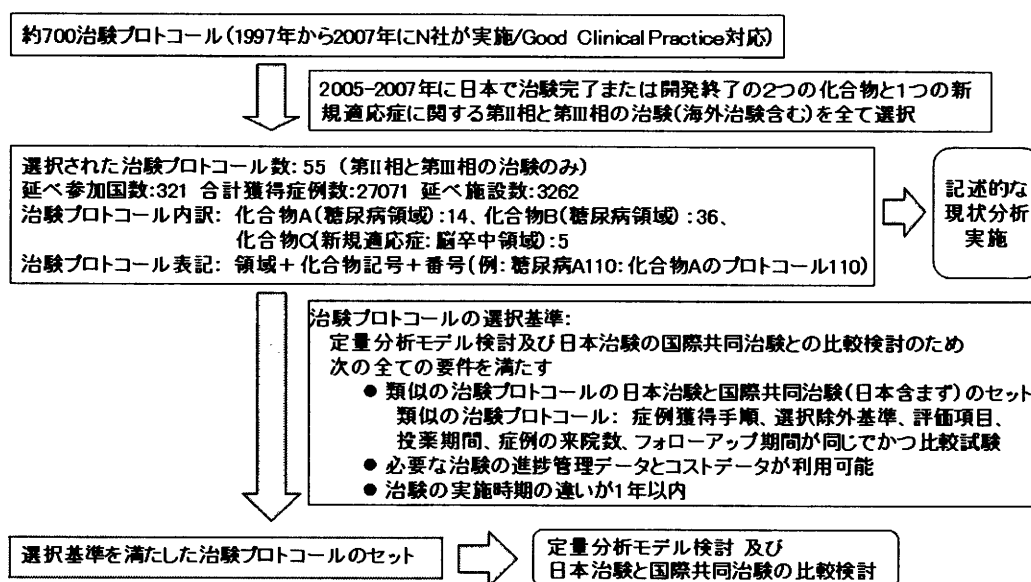 約700治験プロトコール(1997年から2007年にN社が実施/Good Clinical Practice対応)
2005-2007年に日本で治験完了または開発終了の2つの化合物と1つの新
規適応症に関する第II相と第III相の治験(海外治験含む)を全て選択
選択された治験プロトコール数:55 (第II相と第III相の治験のみ)
延べ参加国数:321 合計獲得症例数:27071 延べ施設数:3262
治験プロトコール内訳: 化合物A(糖尿病領域):14、化合物B(糖尿病領域):36、
化合物C(新規適応症:脳卒中領域):5
治験プロトコール表記: 領域+化合物記号+番号(例:糖尿病A110:化合物Aのプロトコール110)
記述的な
現状分析
実施
治験プロトコールの選択基準:
定量分析モデル検討及び日本治験の国際共同治験との比較検討のため
次の全ての要件を満たす
● 類似の治験プロトコールの日本治験と国際共同治験(日本含まず)のセット
類似の治験プロトコール: 症例獲得手順、選択除外基準、評価項目、
投薬期間、症例の来院数、フォローアップ期間が同じでかつ比較試験
● 必要な治験の進捗管理データとコストデータが利用可能
● 治験の実施時期の違いが1年以内
選択基準を満たした治験プロトコールのセット
定量分析モデル検討 及び
日本治験と国際共同治験の比較検討